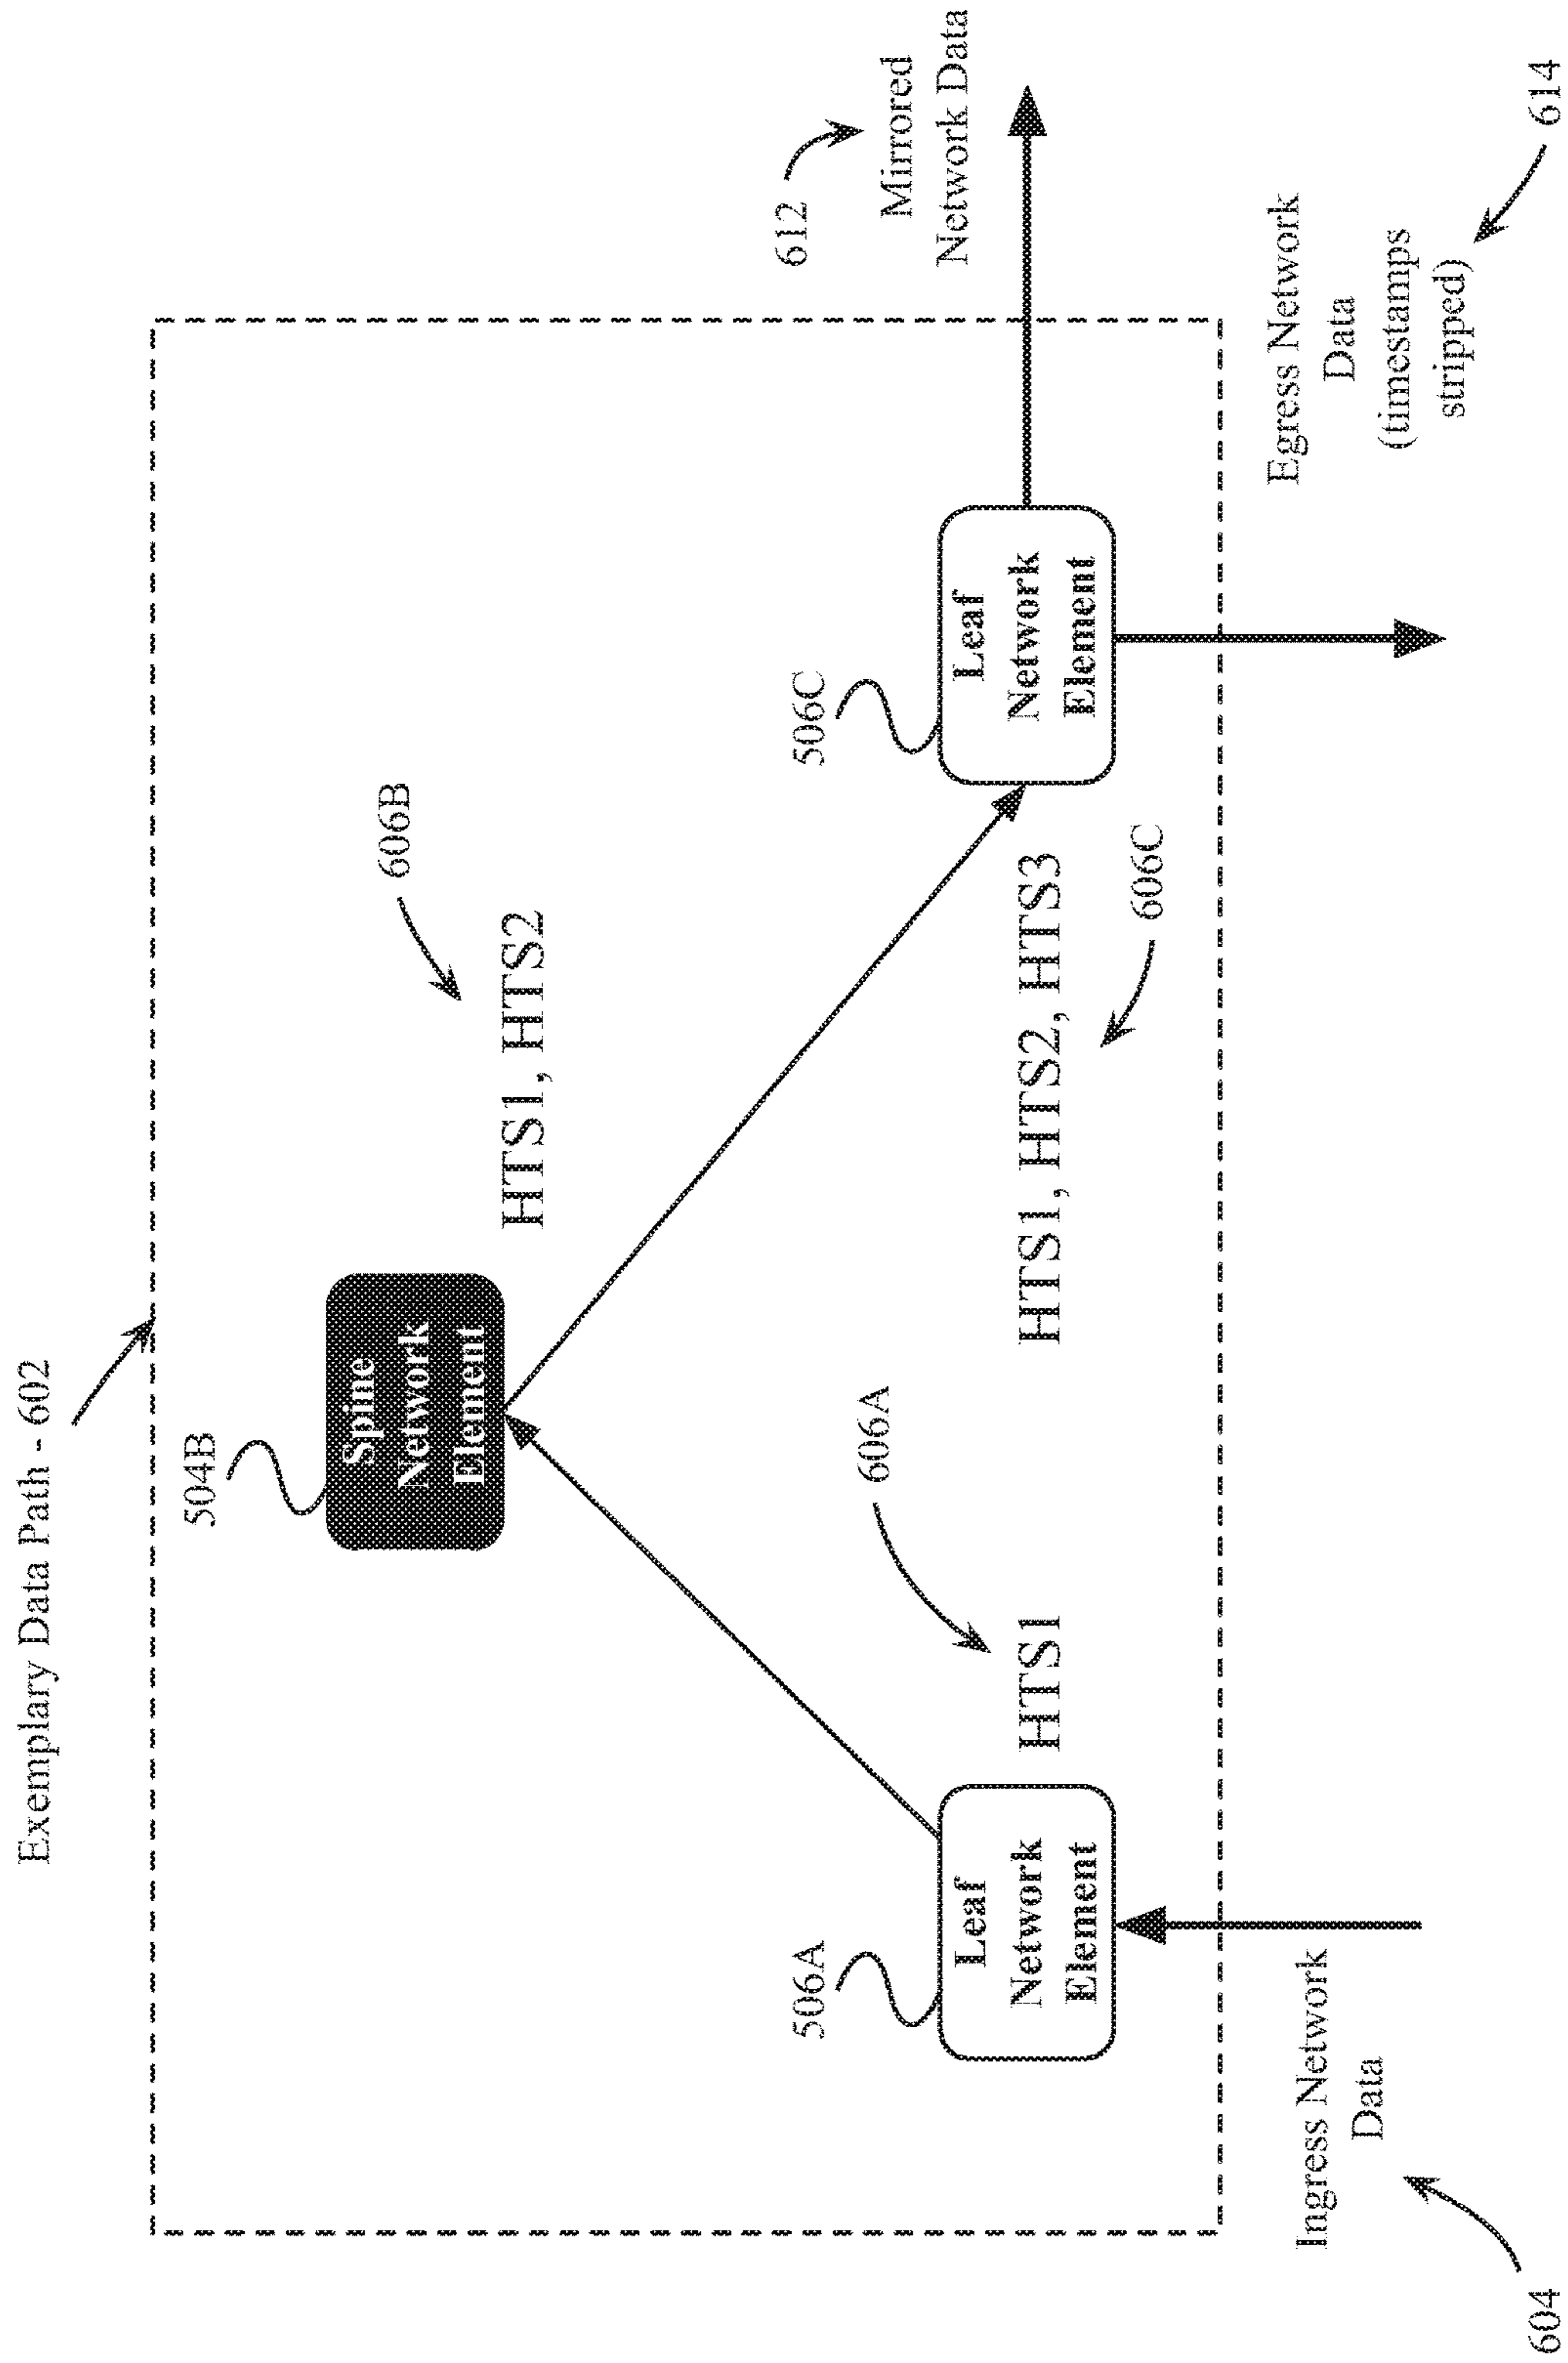 Exemplary Data Path - 602
504B
Spine
Network
Element
606B
HTS1, HTS2
612
Mirrored
Network Data
506A
Leaf
Network
Element
606A
HTS1
HTS1, HTS2, HTS3
606C
506C
Leaf
Network
Element
Ingress Network
Data
604
Egress Network
Data
(timestamps
stripped)
614